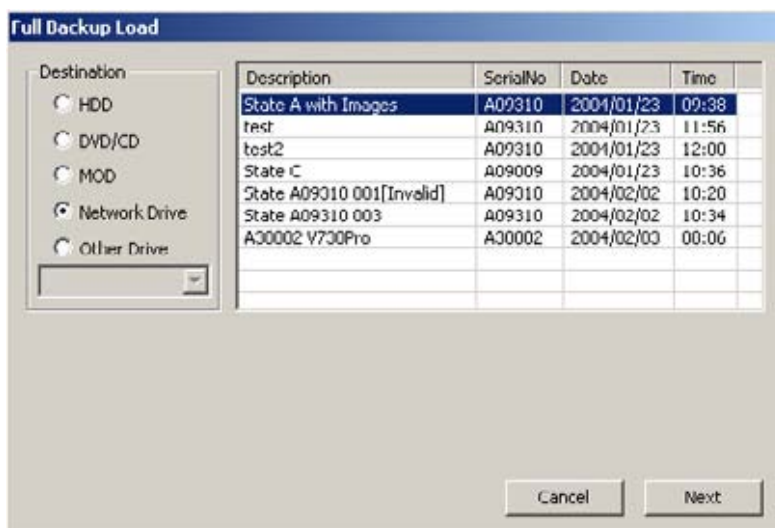 Full Backup Load
Destination
HDD
DVD/CD
MOD
Network Drive
Other Drive
Description SerialNo Date Time
State A with Images A09310 2004/01/23 09:38
test A09310 2004/01/23 11:56
test2 A09310 2004/01/23 12:00
State C A09009 2004/01/23 10:36
State A09310 001[Invalid] A09310 2004/02/02 10:20
State A09310 003 A09310 2004/02/02 10:34
A30002 V730Pro A30002 2004/02/03
Cancel Next